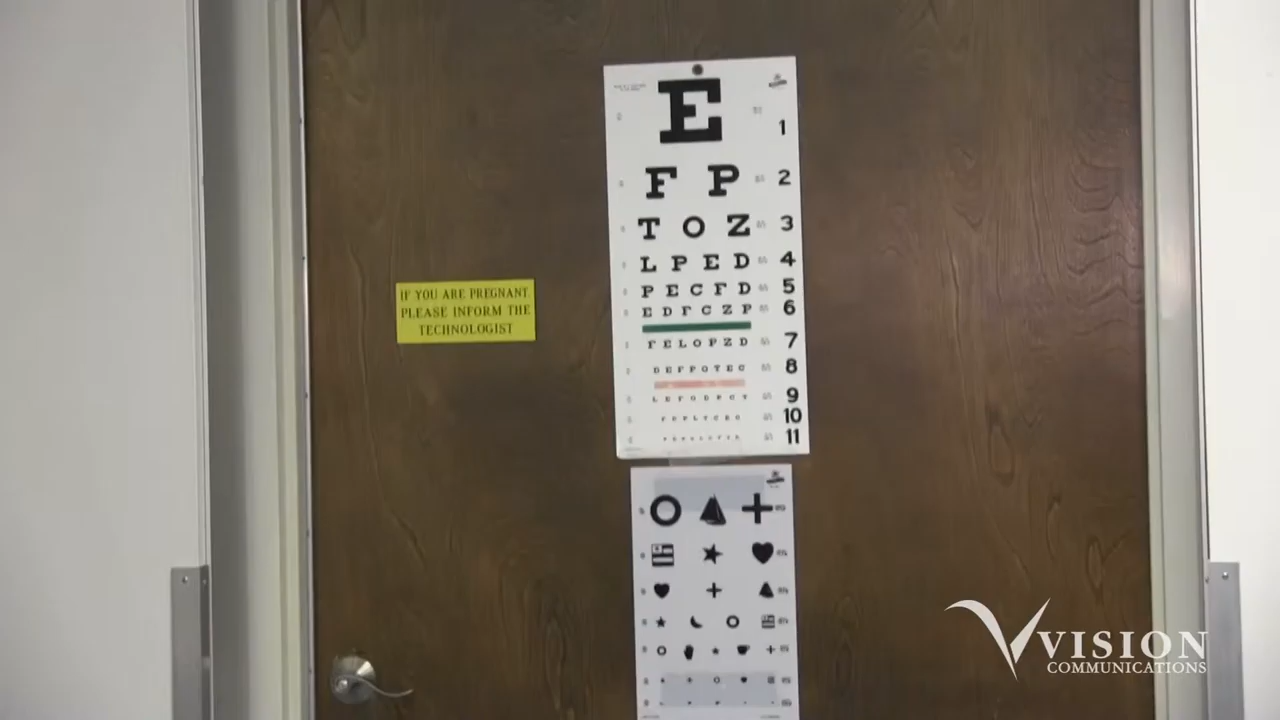 E 1
F P 2
T O Z 3
L P E D 4
P E C F D 5
E D F C Z P 6
F E L O P Z D 7
D E F P O T E C 8
L E F O D P C T 9
10
11
IF YOU ARE PREGNANT
PLEASE INFORM THE
TECHNOLOGIST
VISION
COMMUNICATIONS